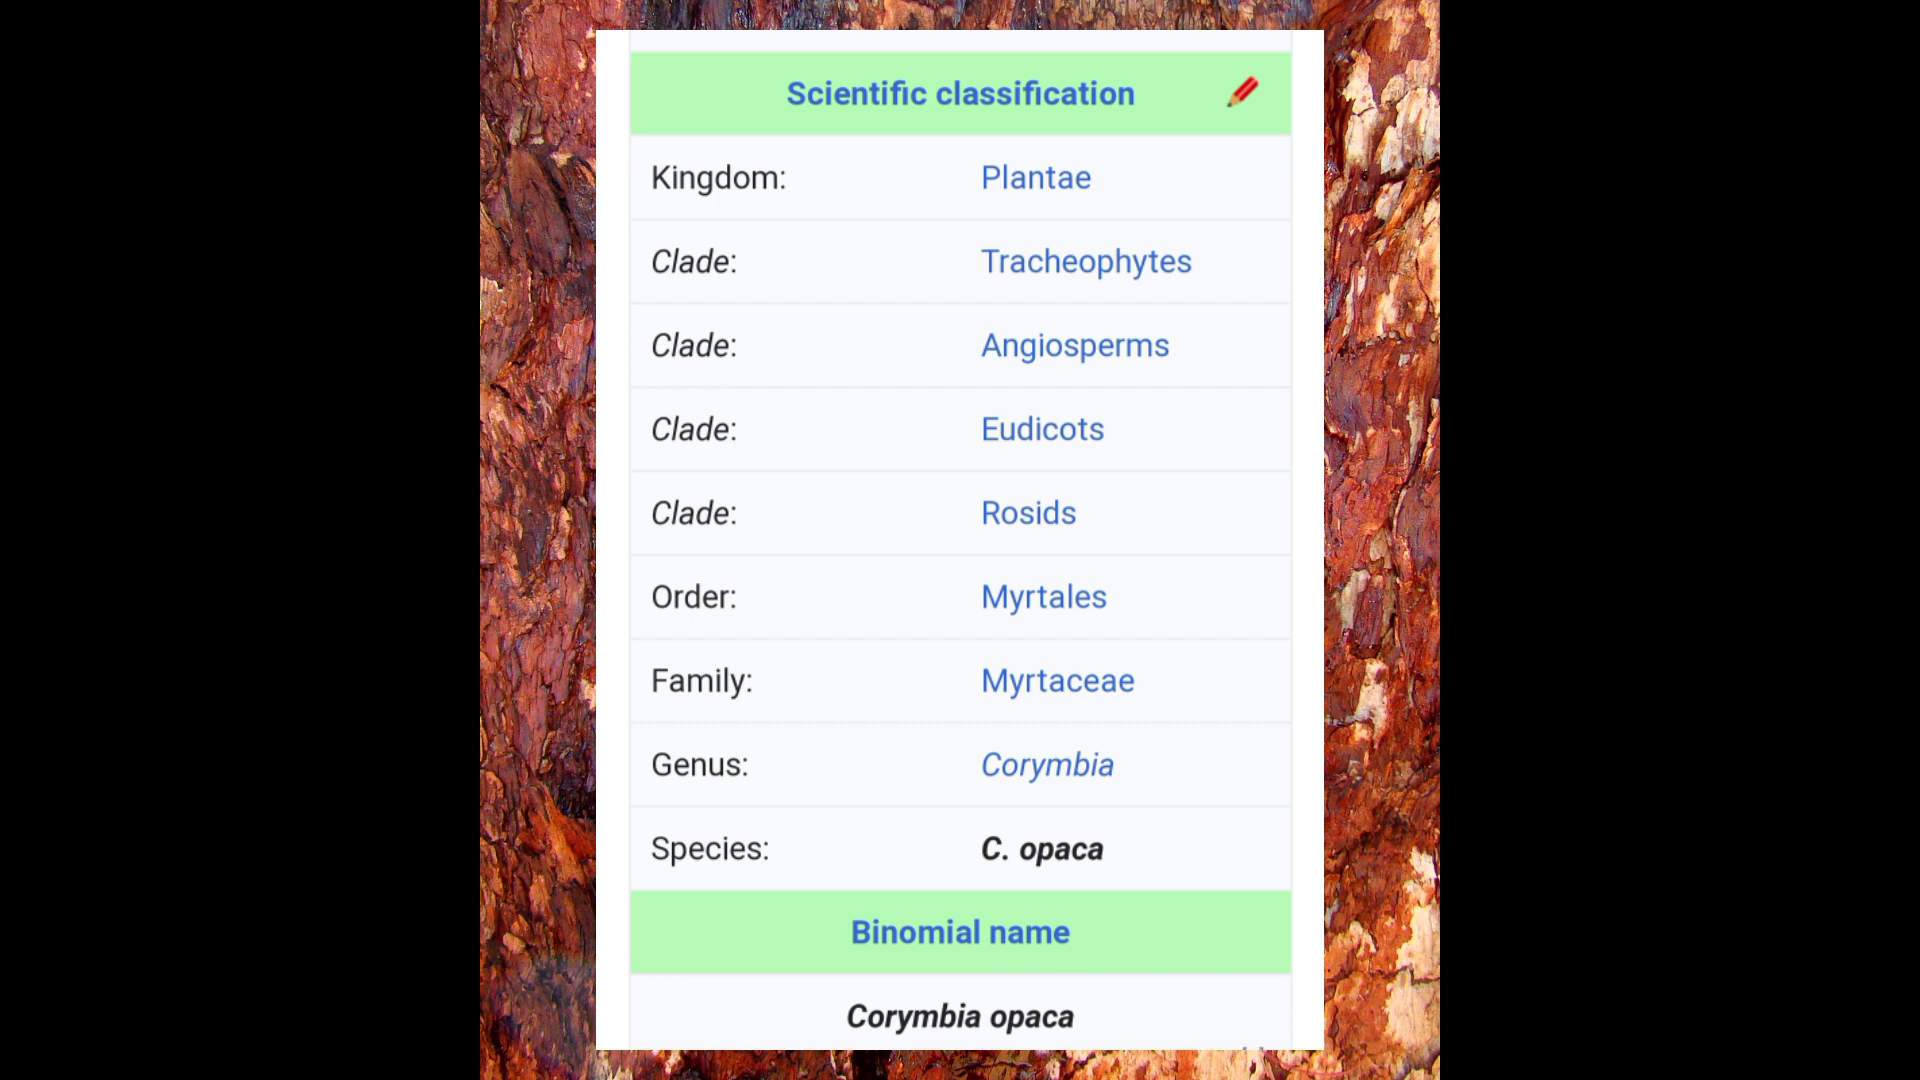 Scientific classification
Kingdom: Plantae
Clade: Tracheophytes
Clade: Angiosperms
Clade: Eudicots
Clade: Rosids
Order: Myrtales
Family: Myrtaceae
Genus: Corymbia
Species: C. opaca
Binomial name
Corymbia opaca